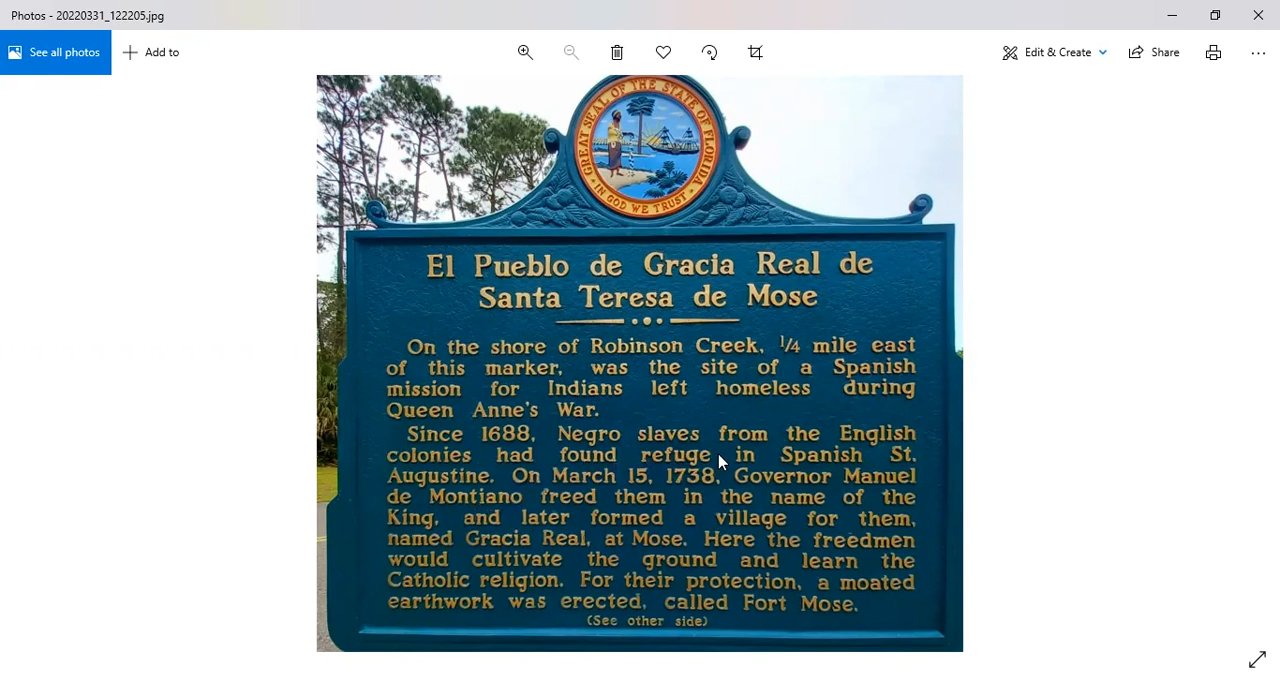 Photos - 20220331_122205.jpg
See all photos
Add to
Edit & Create
Share
GREAT SEAL OF THE STATE OF FLORIDA
IN GOD WE TRUST
El Pueblo de Gracia Real de
Santa Teresa de Mose
On the shore of Robinson Creek, 1/4 mile east
of this marker, was the site of a Spanish
mission for Indians left homeless during
Queen Anne's War.
Since 1688, Negro slaves from the English
colonies had found refuge in Spanish St.
Augustine. On March 15, 1738, Governor Manuel
de Montiano freed them in the name of the
King, and later formed a village for them,
named Gracia Real, at Mose. Here the freedmen
would cultivate the ground and learn the
Catholic religion. For their protection, a moated
earthwork was erected, called Fort Mose.
(See other side)